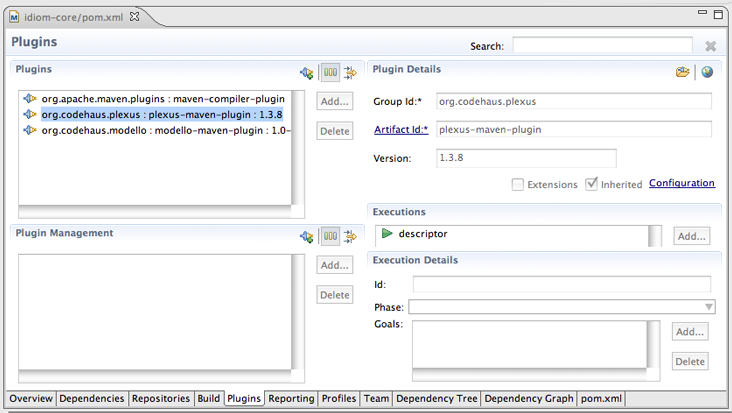 idiom-core/pom.xml
Plugins
Search:
Plugins
org.apache.maven.plugins : maven-compiler-plugin
org.codehaus.plexus : plexus-maven-plugin : 1.3.8
org.codehaus.modello : modello-maven-plugin : 1.0-
Add...
Delete
Plugin Management
Add...
Delete
Plugin Details
Group Id:* org.codehaus.plexus
Artifact Id:* plexus-maven-plugin
Version: 1.3.8
Extensions Inherited Configuration
Executions
descriptor
Add...
Execution Details
Id:
Phase:
Goals:
Add...
Delete
Overview Dependencies Repositories Build Plugins Reporting Profiles Team Dependency Tree Dependency Graph pom.xml